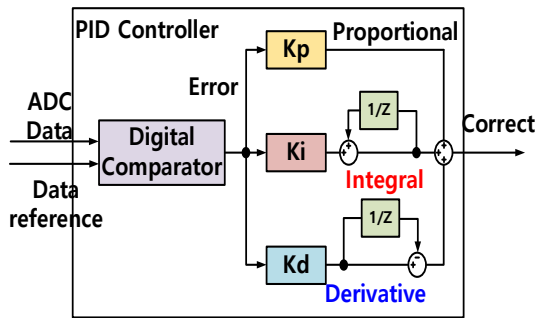 PID Controller
Proportional
Kp
Error
ADC
Data
1/Z
Correct
Digital
Comparator
Ki
Integral
Data
reference
1/Z
Kd
Derivative